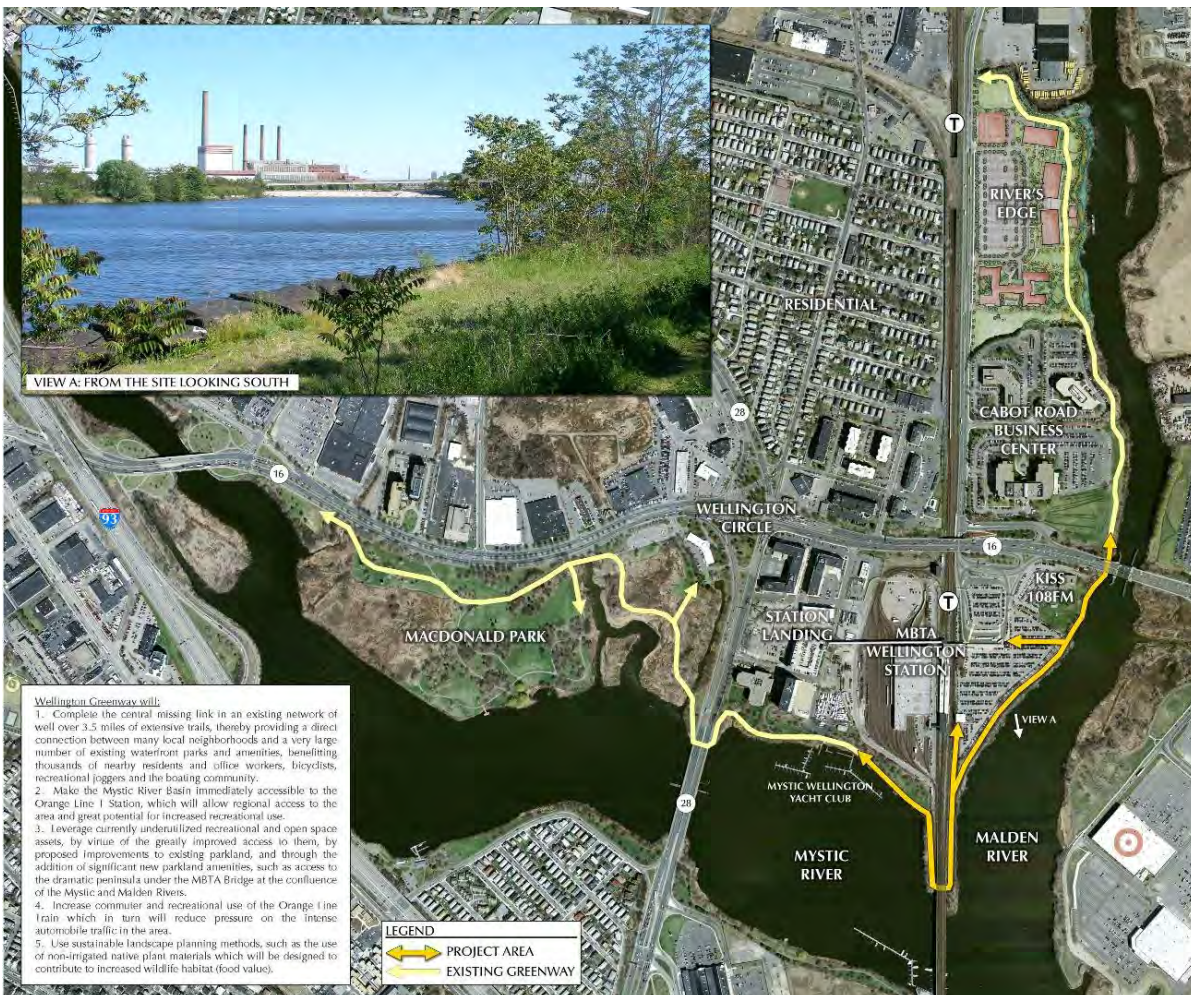 VIEW A: FROM THE SITE LOOKING SOUTH
T
RIVER'S
EDGE
RESIDENTIAL
28
CABOT ROAD
BUSINESS
CENTER
16
93
WELLINGTON
CIRCLE
16
KISS
108FM
T
STATION
LANDING
MBTA
WELLINGTON
STATION
MACDONALD PARK
VIEW A
MYSTIC WELLINGTON
YACHT CLUB
28
MYSTIC
RIVER
MALDEN
RIVER
Wellington Greenway will:
1. Complete the central missing link in an existing network of
well over 3.5 miles of extensive trails, thereby providing a direct
connection between many local neighborhoods and a very large
number of existing waterfront parks and amenities, benefitting
thousands of nearby residents and office workers, bicyclists,
recreational joggers and the boating community.
2. Make the Mystic River Basin immediately accessible to the
Orange Line T Station, which will allow regional access to the
area and great potential for increased recreational use.
3. Leverage currently underutilized recreational and open space
assets, by virtue of the greatly improved access to them, by
proposed improvements to existing parkland, and through the
addition of significant new parkland amenities, such as access to
the dramatic peninsula under the MBTA Bridge at the confluence
of the Mystic and Malden Rivers.
4. Increase commuter and recreational use of the Orange Line
Train which in turn will reduce pressure on the intense
automobile traffic in the area.
5. Use sustainable landscape planning methods, such as the use
of non-irrigated native plant materials which will be designed to
contribute to increased wildlife habitat (food value).
LEGEND
PROJECT AREA
EXISTING GREENWAY